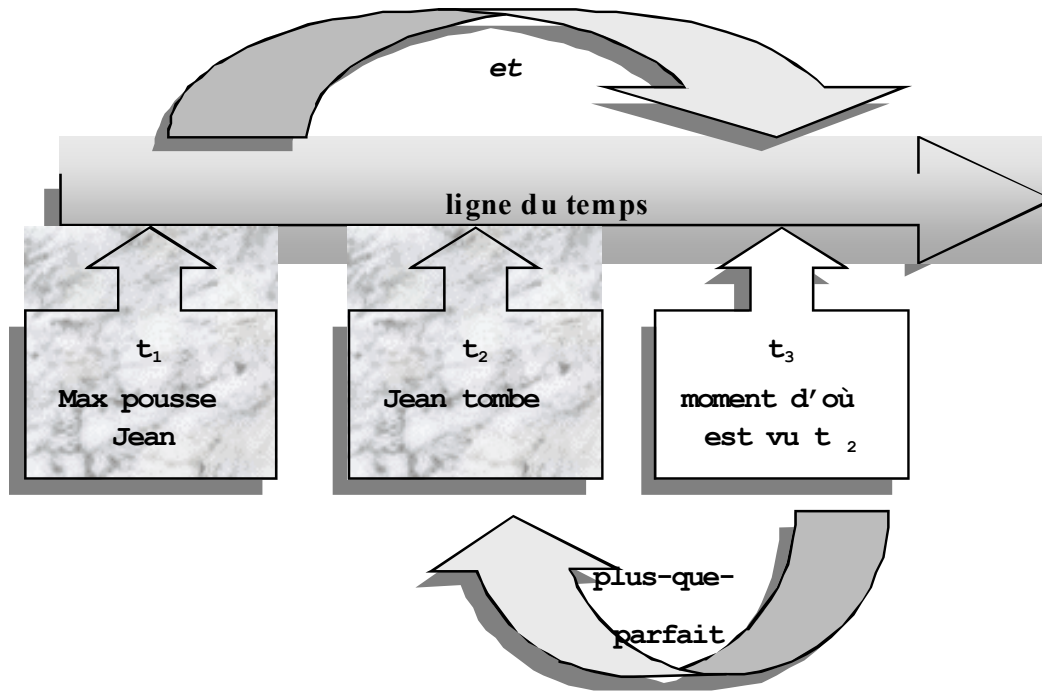 et
ligne du temps
t₁
Max pousse
Jean
t₂
Jean tombe
t₃
moment d'où
est vu t ₂
plus-que-
parfait